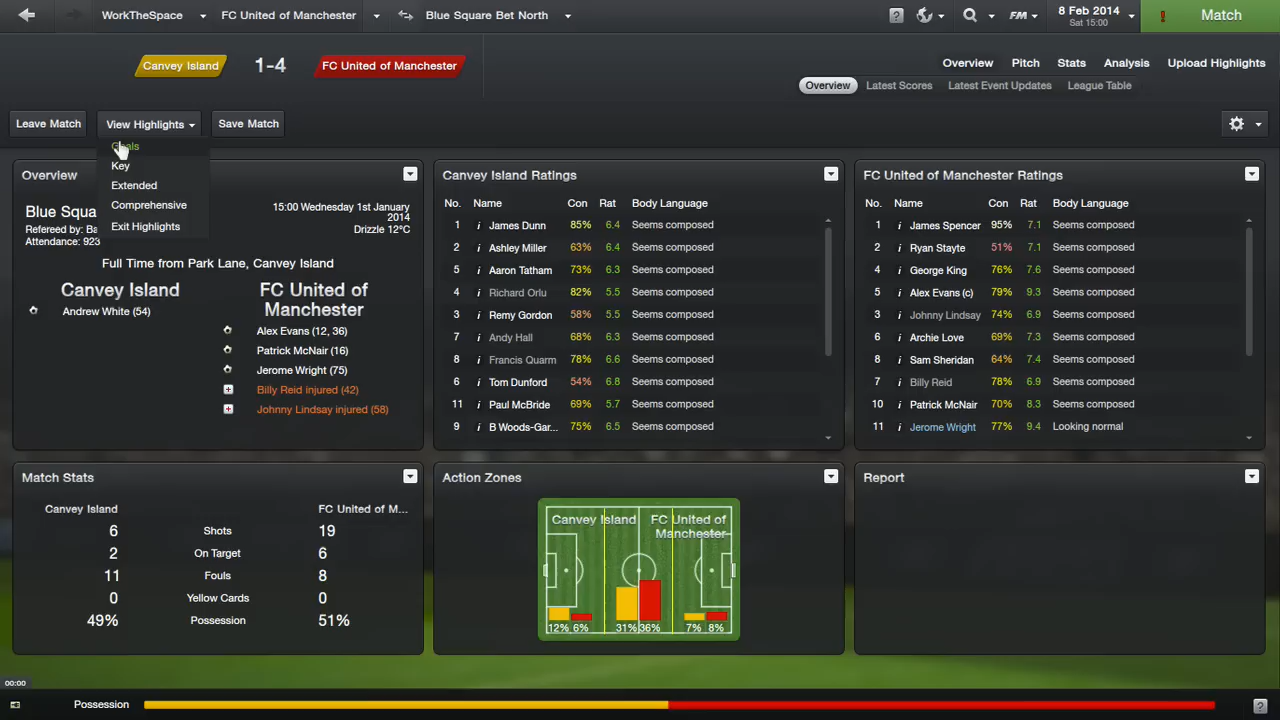 WorkTheSpace
FC United of Manchester
Blue Square Bet North
?
FM
8 Feb 2014
Sat 15:00
!
Match
Canvey Island
1-4
FC United of Manchester
Overview
Pitch
Stats
Analysis
Upload Highlights
Overview
Latest Scores
Latest Event Updates
League Table
Leave Match
View Highlights
Save Match
Goals
Key
Extended
Comprehensive
Exit Highlights
Overview
Blue Squa
Refereed by: Ba
Attendance: 923
15:00 Wednesday 1st January
2014
Drizzle 12°C
Full Time from Park Lane, Canvey Island
Canvey Island
Andrew White (54)
FC United of
Manchester
Alex Evans (12, 36)
Patrick McNair (16)
Jerome Wright (75)
Billy Reid injured (42)
Johnny Lindsay injured (58)
Canvey Island Ratings
No. Name Con Rat Body Language
1 i James Dunn 85% 6.4 Seems composed
2 i Ashley Miller 63% 6.4 Seems composed
5 i Aaron Tatham 73% 6.3 Seems composed
4 i Richard Orlu 82% 5.5 Seems composed
3 i Remy Gordon 58% 5.5 Seems composed
7 i Andy Hall 68% 6.3 Seems composed
8 i Francis Quarm 78% 6.6 Seems composed
6 i Tom Dunford 54% 6.8 Seems composed
11 i Paul McBride 69% 5.7 Seems composed
9 i B Woods-Gar... 75% 6.5 Seems composed
FC United of Manchester Ratings
No. Name Con Rat Body Language
1 i James Spencer 95% 7.1 Seems composed
2 i Ryan Stayte 51% 7.1 Seems composed
4 i George King 76% 7.6 Seems composed
5 i Alex Evans (c) 79% 9.3 Seems composed
3 i Johnny Lindsay 74% 6.9 Seems composed
6 i Archie Love 69% 7.3 Seems composed
8 i Sam Sheridan 64% 7.4 Seems composed
7 i Billy Reid 78% 6.9 Seems composed
10 i Patrick McNair 70% 8.3 Seems composed
11 i Jerome Wright 77% 9.4 Looking normal
Match Stats
Canvey Island FC United of M...
6 Shots 19
2 On Target 6
11 Fouls 8
0 Yellow Cards 0
49% Possession 51%
Action Zones
Canvey Island
FC United of
Manchester
12% 6% 31% 36% 7% 8%
Report
00:00
Possession
?